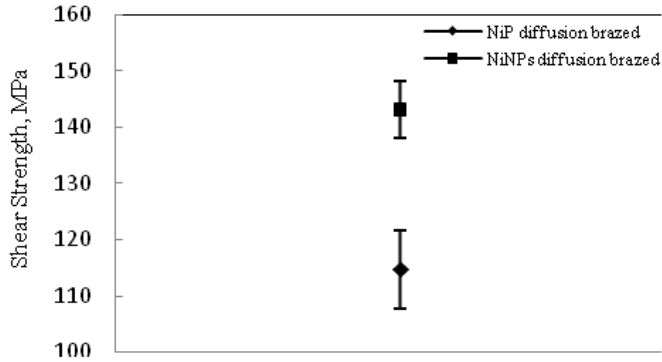 160
150
140
130
120
110
100
Shear Strength, MPa
NiP diffusion brazed
NiNPs diffusion brazed